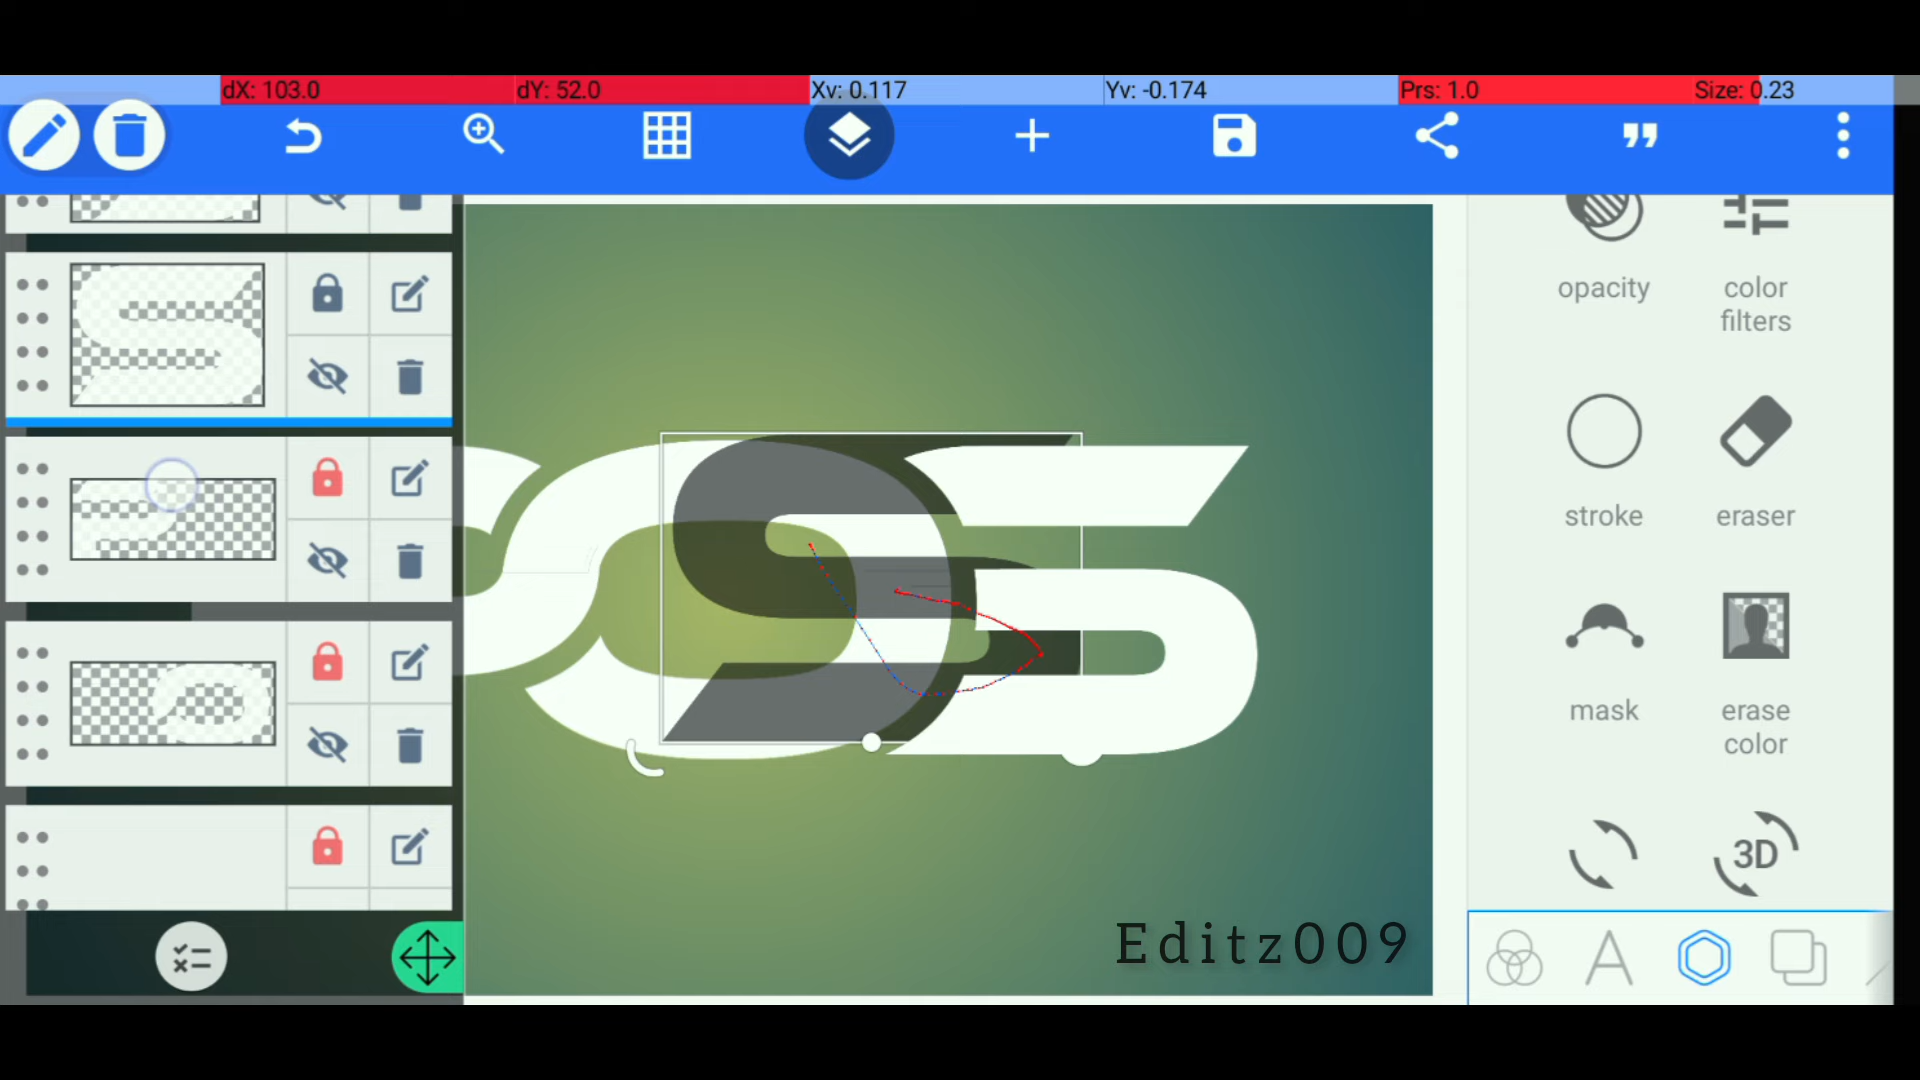 dX: 103.0 dY: 52.0 Xv: 0.117 Yv: -0.174 Prs: 1.0 Size: 0.23
opacity
color
filters
stroke
eraser
mask
erase
color
3D
S
Editz009